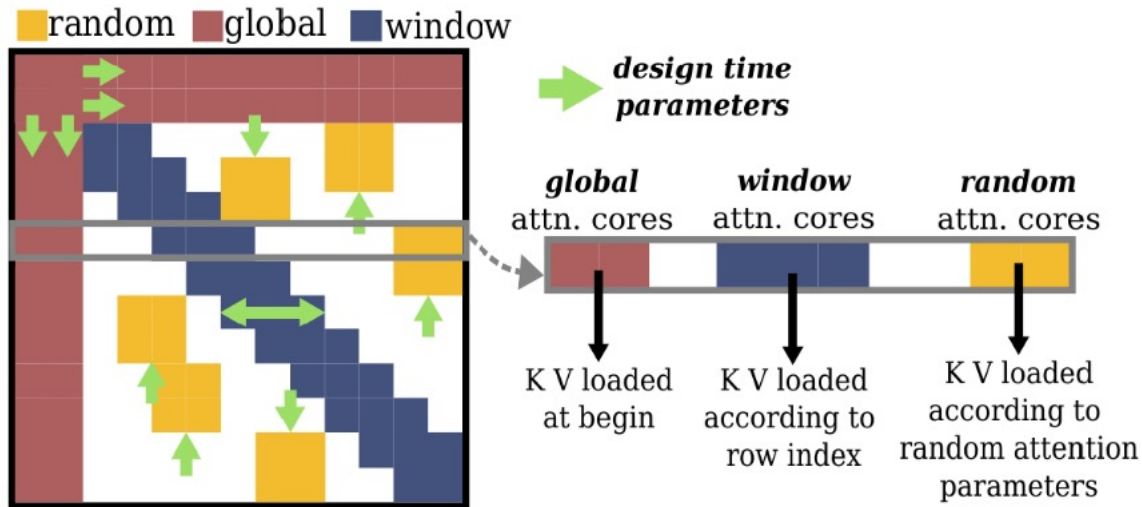 random global window
design time
parameters
global window random
attn. cores attn. cores attn. cores
K V loaded
at begin
K V loaded
according to
row index
K V loaded
according to
random attention
parameters